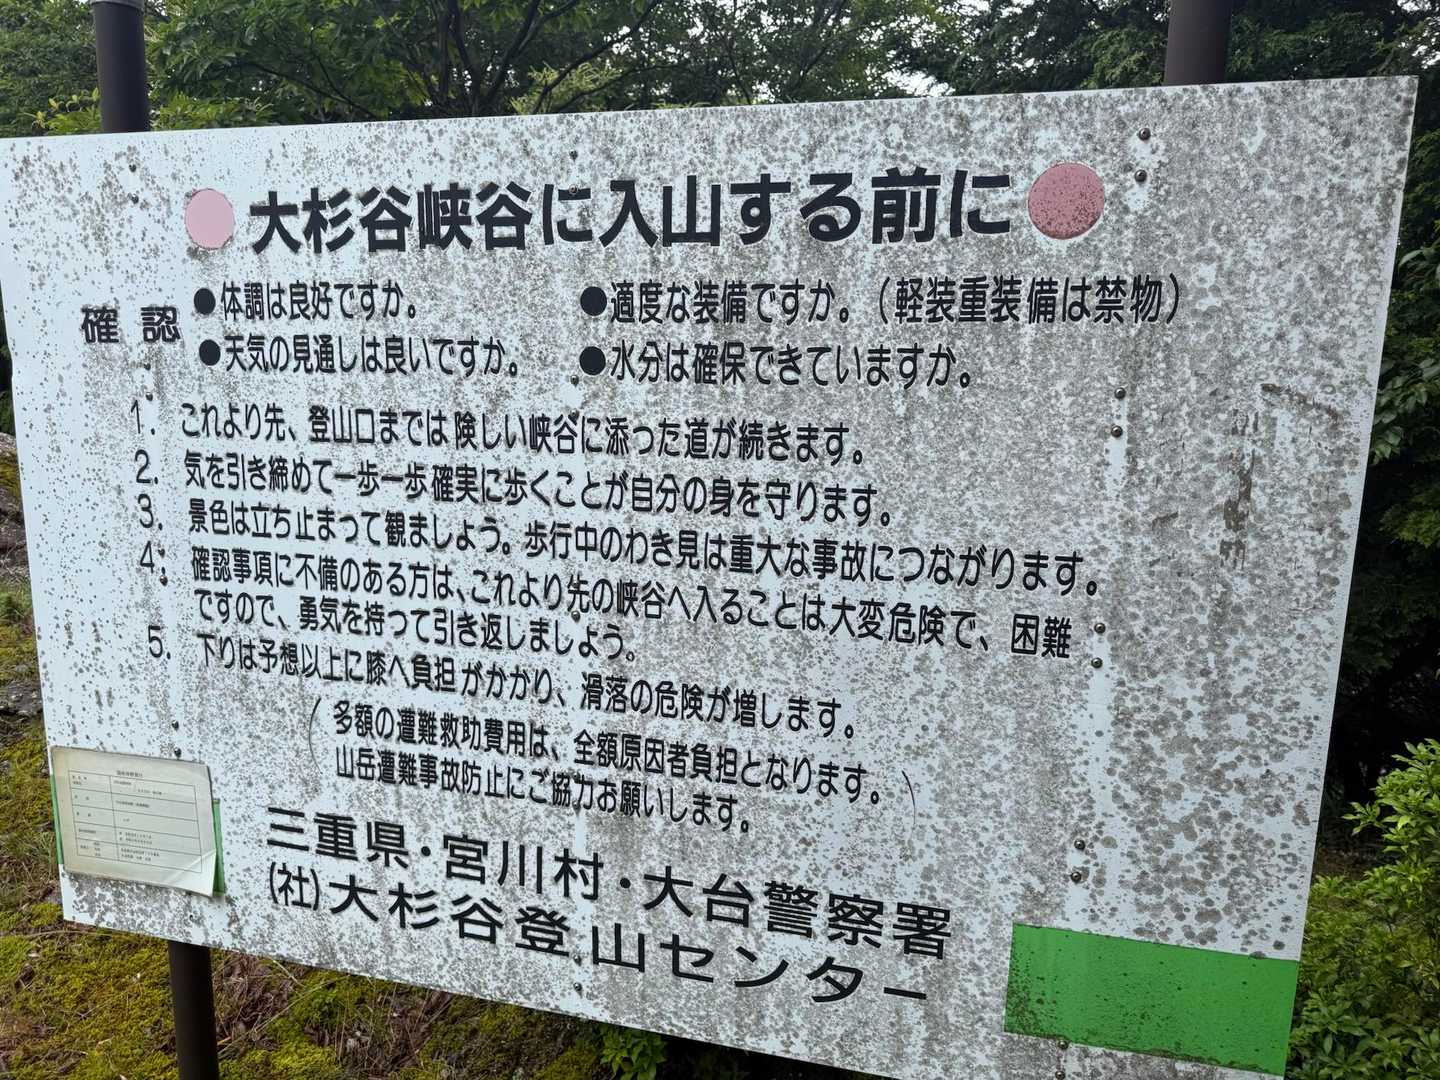 大杉谷峡谷に入山する前に
確認
●体調は良好ですか。 ●適度な装備ですか。（軽装重装備は禁物）
●天気の見通しは良いですか。 ●水分は確保できていますか。
1. これより先、登山口までは険しい峡谷に添った道が続きます。
2. 気を引き締めて一歩一歩確実に歩くことが自分の身を守ります。
3. 景色は立ち止まって観ましょう。歩行中のわき見は重大な事故につながります。
4. 確認事項に不備のある方は、これより先の峡谷へ入ることは大変危険で、困難
ですので、勇気を持って引き返しましょう。
5. 下りは予想以上に膝へ負担がかかり、滑落の危険が増します。
（多額の遭難救助費用は、全額原因者負担となります。
山岳遭難事故防止にご協力お願いします。）
三重県・宮川村・大台警察署
(社)大杉谷登山センター